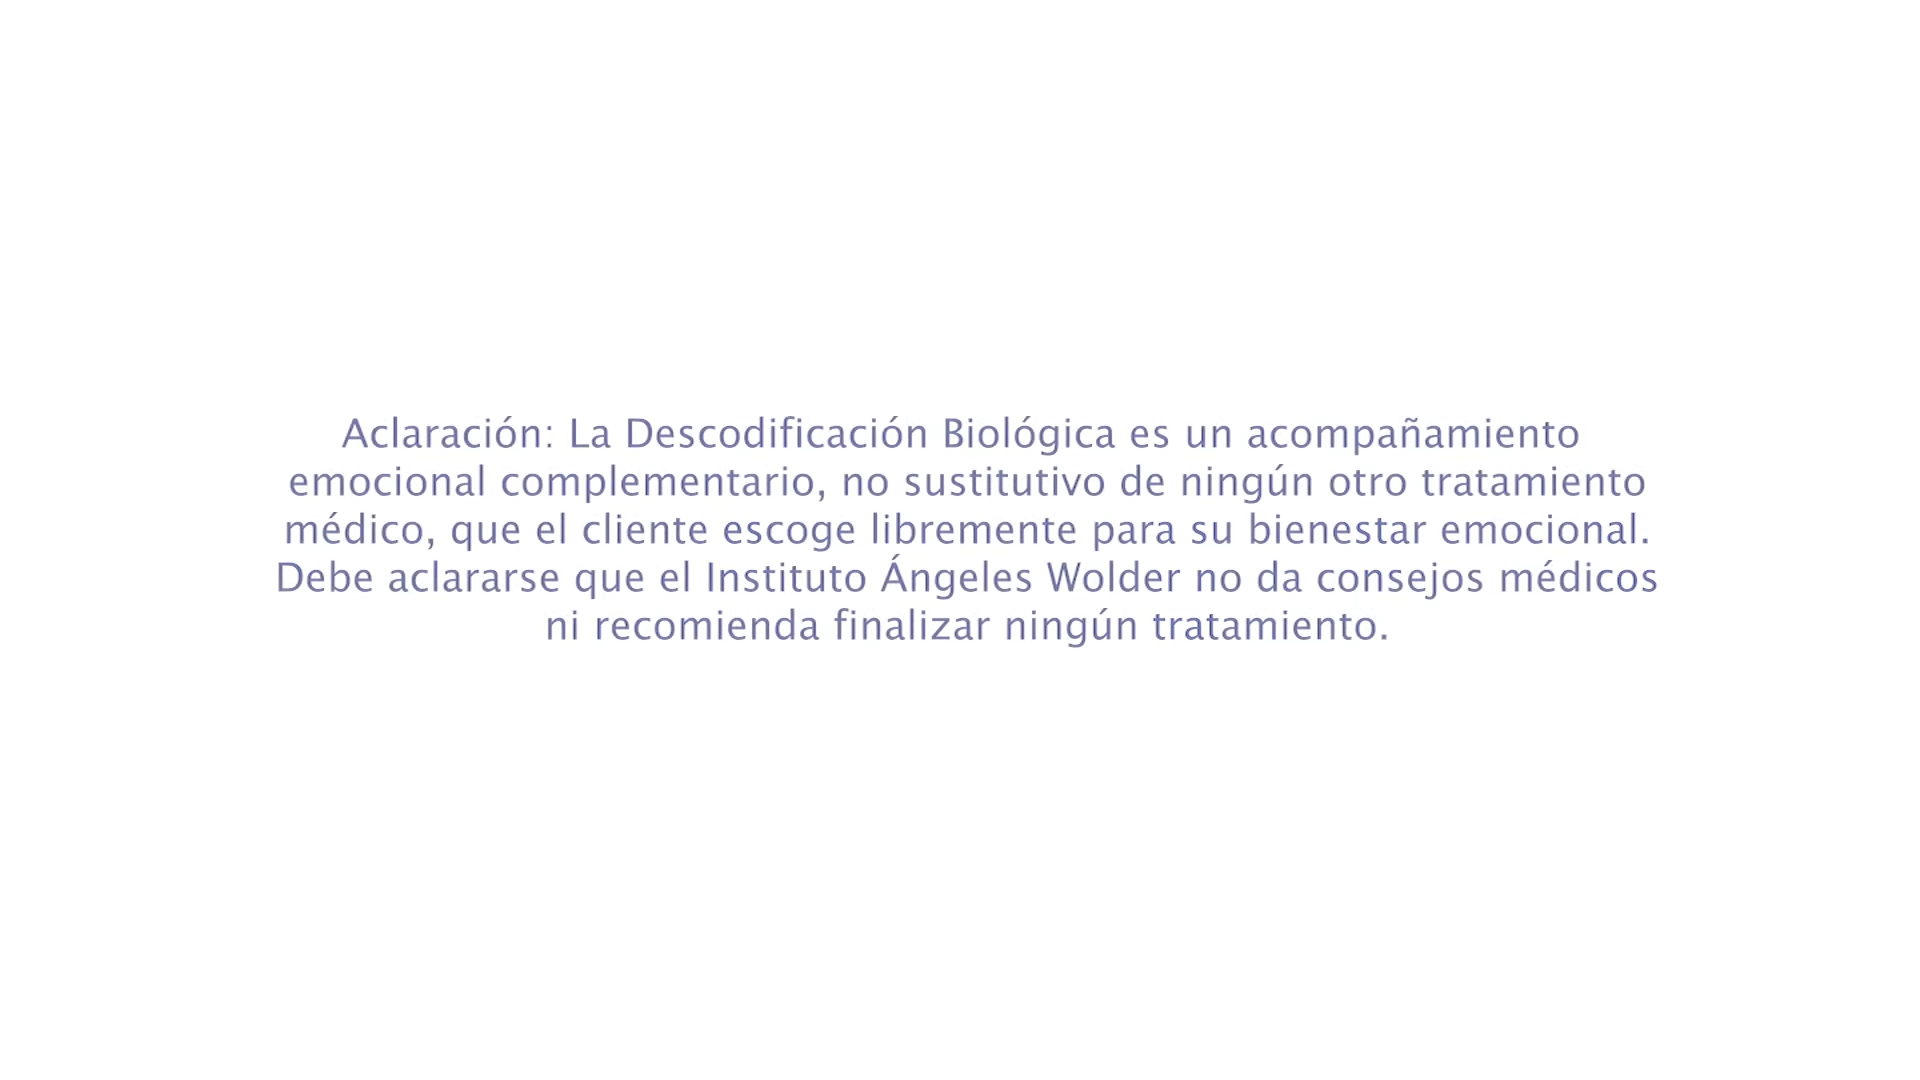 Aclaración: La Descodificación Biológica es un acompañamiento
emocional complementario, no sustitutivo de ningún otro tratamiento
médico, que el cliente escoge libremente para su bienestar emocional.
Debe aclararse que el Instituto Ángeles Wolder no da consejos médicos
ni recomienda finalizar ningún tratamiento.